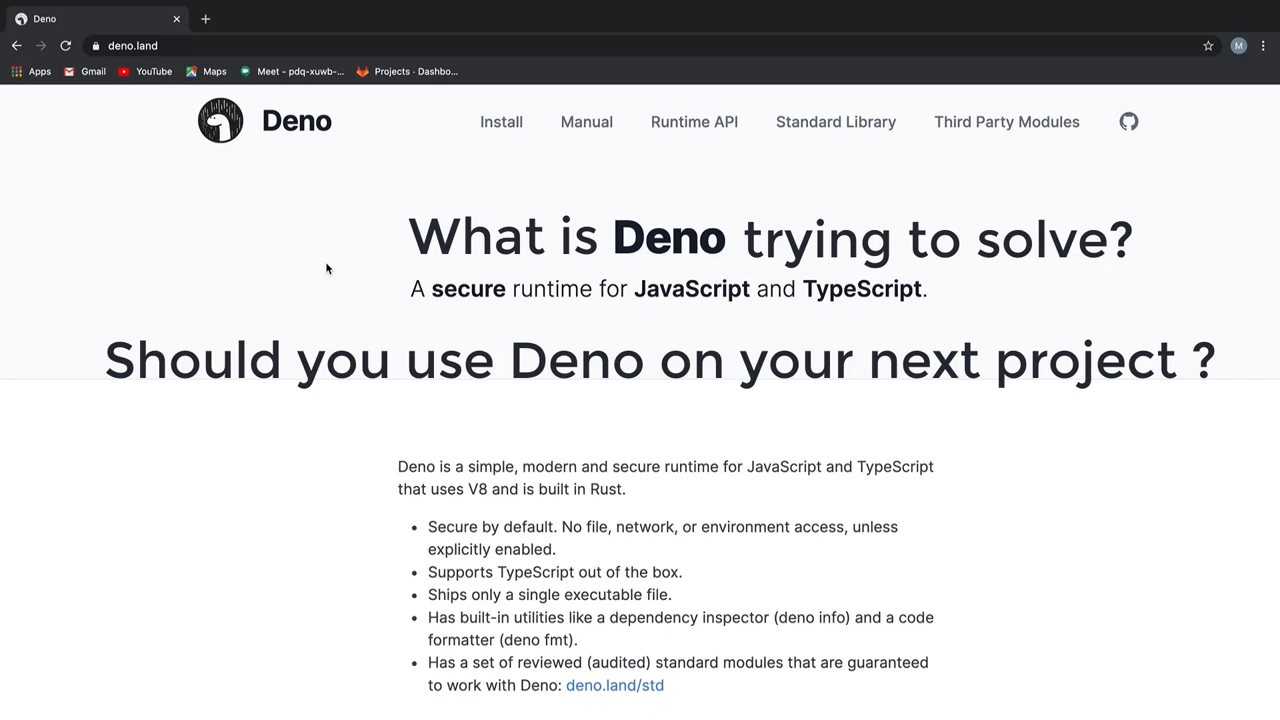 Deno
deno.land
M
Apps Gmail YouTube Maps Meet - pdq-xuwb-... Projects · Dashbo...
Deno Install Manual Runtime API Standard Library Third Party Modules
What is Deno trying to solve?
A secure runtime for JavaScript and TypeScript.
Should you use Deno on your next project ?
Deno is a simple, modern and secure runtime for JavaScript and TypeScript
that uses V8 and is built in Rust.
• Secure by default. No file, network, or environment access, unless
explicitly enabled.
• Supports TypeScript out of the box.
• Ships only a single executable file.
• Has built-in utilities like a dependency inspector (deno info) and a code
formatter (deno fmt).
• Has a set of reviewed (audited) standard modules that are guaranteed
to work with Deno: deno.land/std